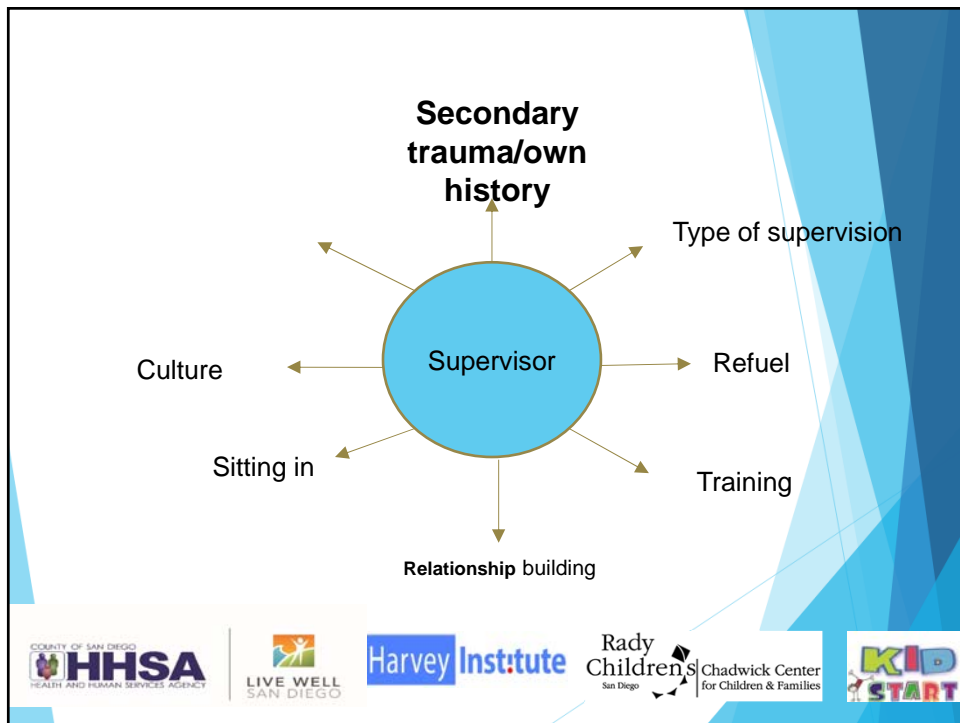 Secondary
trauma/own
history
Type of supervision
Supervisor
Culture
Refuel
Sitting in
Training
Relationship building
COUNTY OF SAN DIEGO
HHSA
HEALTH AND HUMAN SERVICES AGENCY
LIVE WELL
SAN DIEGO
Harvey Inst:tute
Rady
Children's
San Diego
Chadwick Center
for Children & Families
KID
START